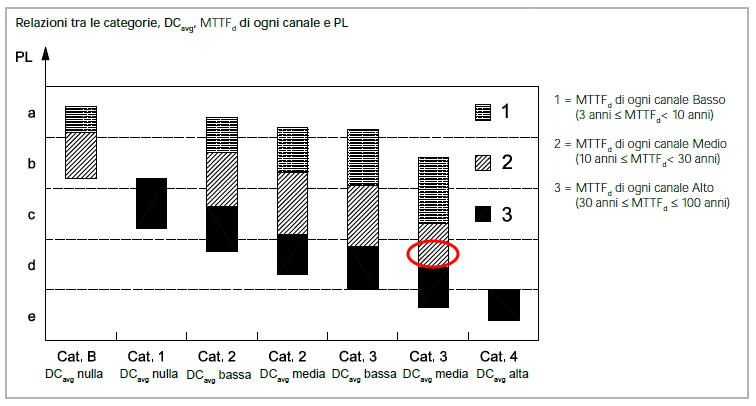 Relazioni tra le categorie, DCavg, MTTFd di ogni canale e PL
PL
a
b
c
d
e
1
2
3
1 = MTTFd di ogni canale Basso
(3 anni ≤ MTTFd< 10 anni)
2 = MTTFd di ogni canale Medio
(10 anni ≤ MTTFd< 30 anni)
3 = MTTFd di ogni canale Alto
(30 anni ≤ MTTFd ≤ 100 anni)
Cat. B Cat. 1 Cat. 2 Cat. 2 Cat. 3 Cat. 3 Cat. 4
DCavg nulla DCavg nulla DCavg bassa DCavg media DCavg bassa DCavg media DCavg alta